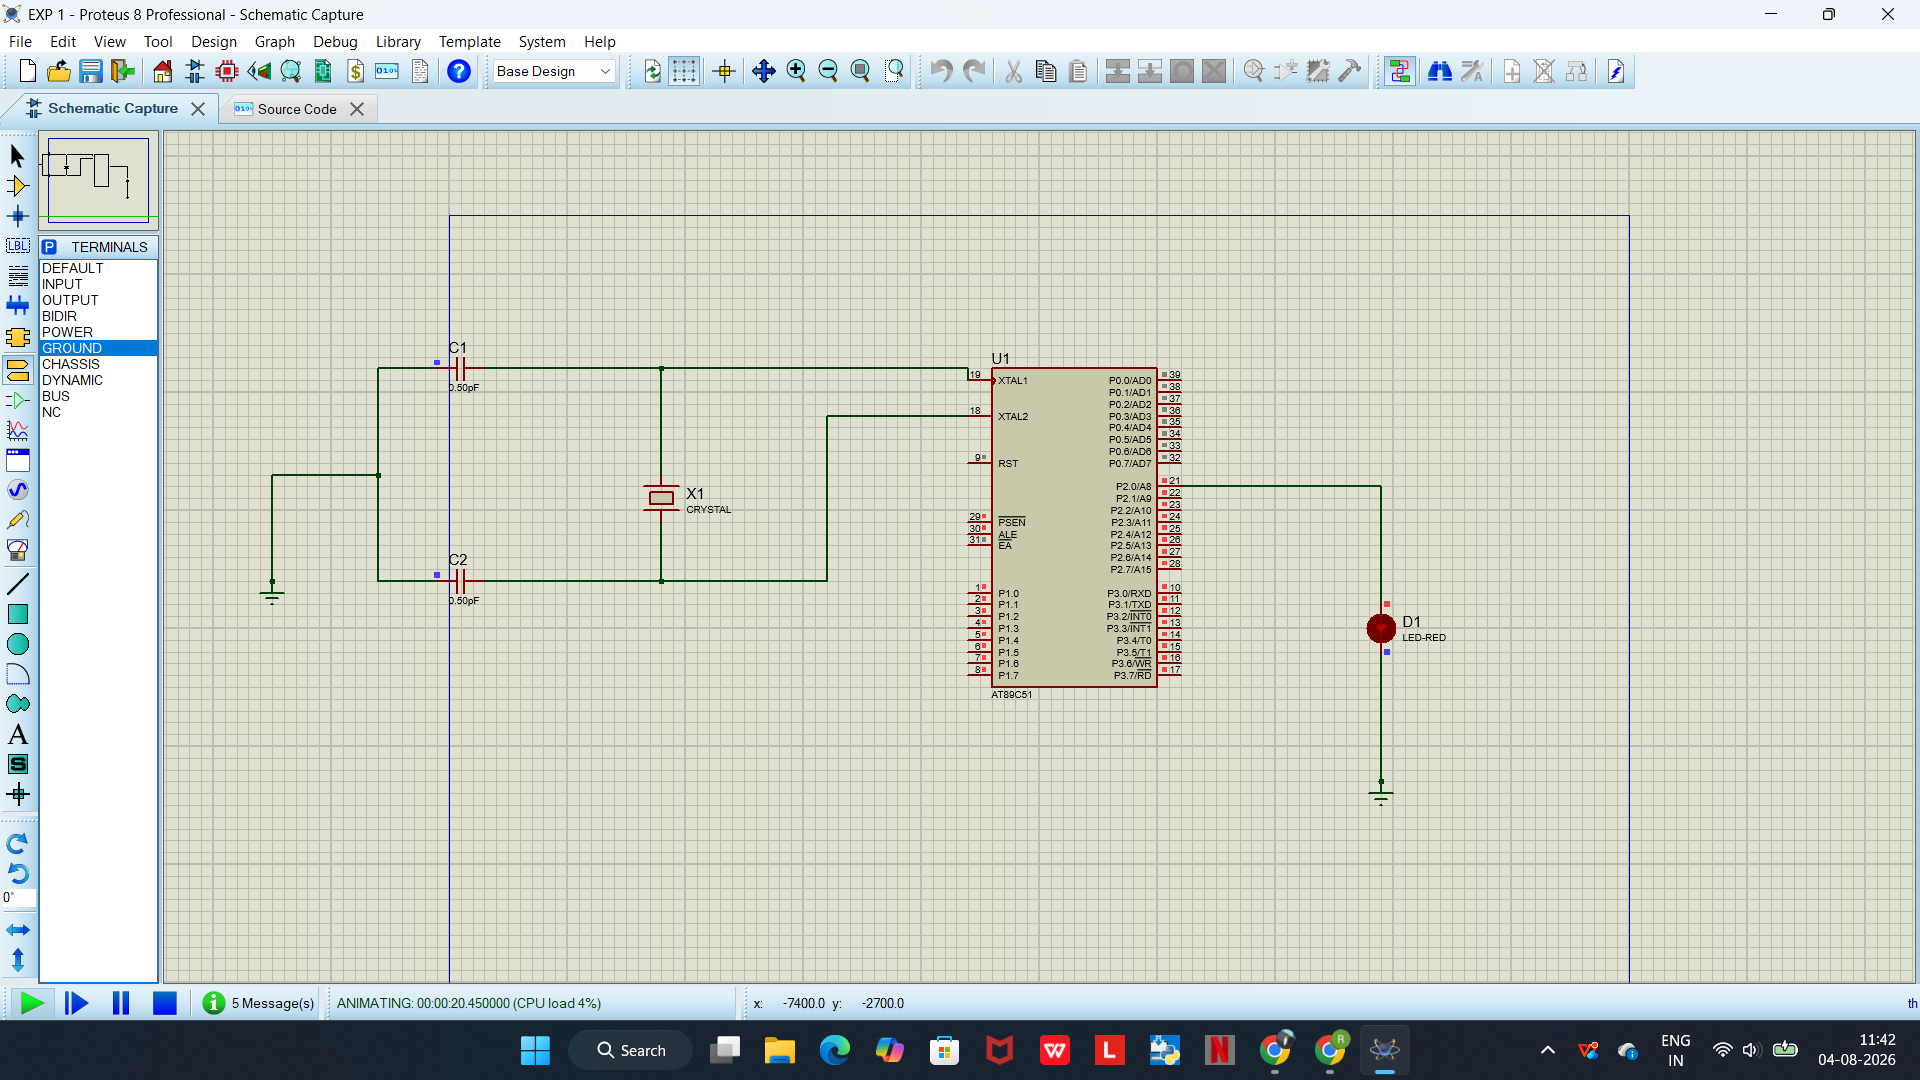 EXP 1 - Proteus 8 Professional - Schematic Capture
File Edit View Tool Design Graph Debug Library Template System Help
Base Design
Schematic Capture
Source Code
P TERMINALS
DEFAULT
INPUT
OUTPUT
BIDIR
POWER
GROUND
CHASSIS
DYNAMIC
BUS
NC
LBL
A
S
0°
C1
0.50pF
C2
0.50pF
X1
CRYSTAL
U1
19 XTAL1
18 XTAL2
9 RST
29 PSEN
30 ALE
31 EA
1 P1.0
2 P1.1
3 P1.2
4 P1.3
5 P1.4
6 P1.5
7 P1.6
8 P1.7
P0.0/AD0 39
P0.1/AD1 38
P0.2/AD2 37
P0.3/AD3 36
P0.4/AD4 35
P0.5/AD5 34
P0.6/AD6 33
P0.7/AD7 32
P2.0/A8 21
P2.1/A9 22
P2.2/A10 23
P2.3/A11 24
P2.4/A12 25
P2.5/A13 26
P2.6/A14 27
P2.7/A15 28
P3.0/RXD 10
P3.1/TXD 11
P3.2/INT0 12
P3.3/INT1 13
P3.4/T0 14
P3.5/T1 15
P3.6/WR 16
P3.7/RD 17
AT89C51
D1
LED-RED
5 Message(s)
ANIMATING: 00:00:20.450000 (CPU load 4%)
x: -7400.0 y: -2700.0
th
Search
ENG
IN
11:42
04-08-2026